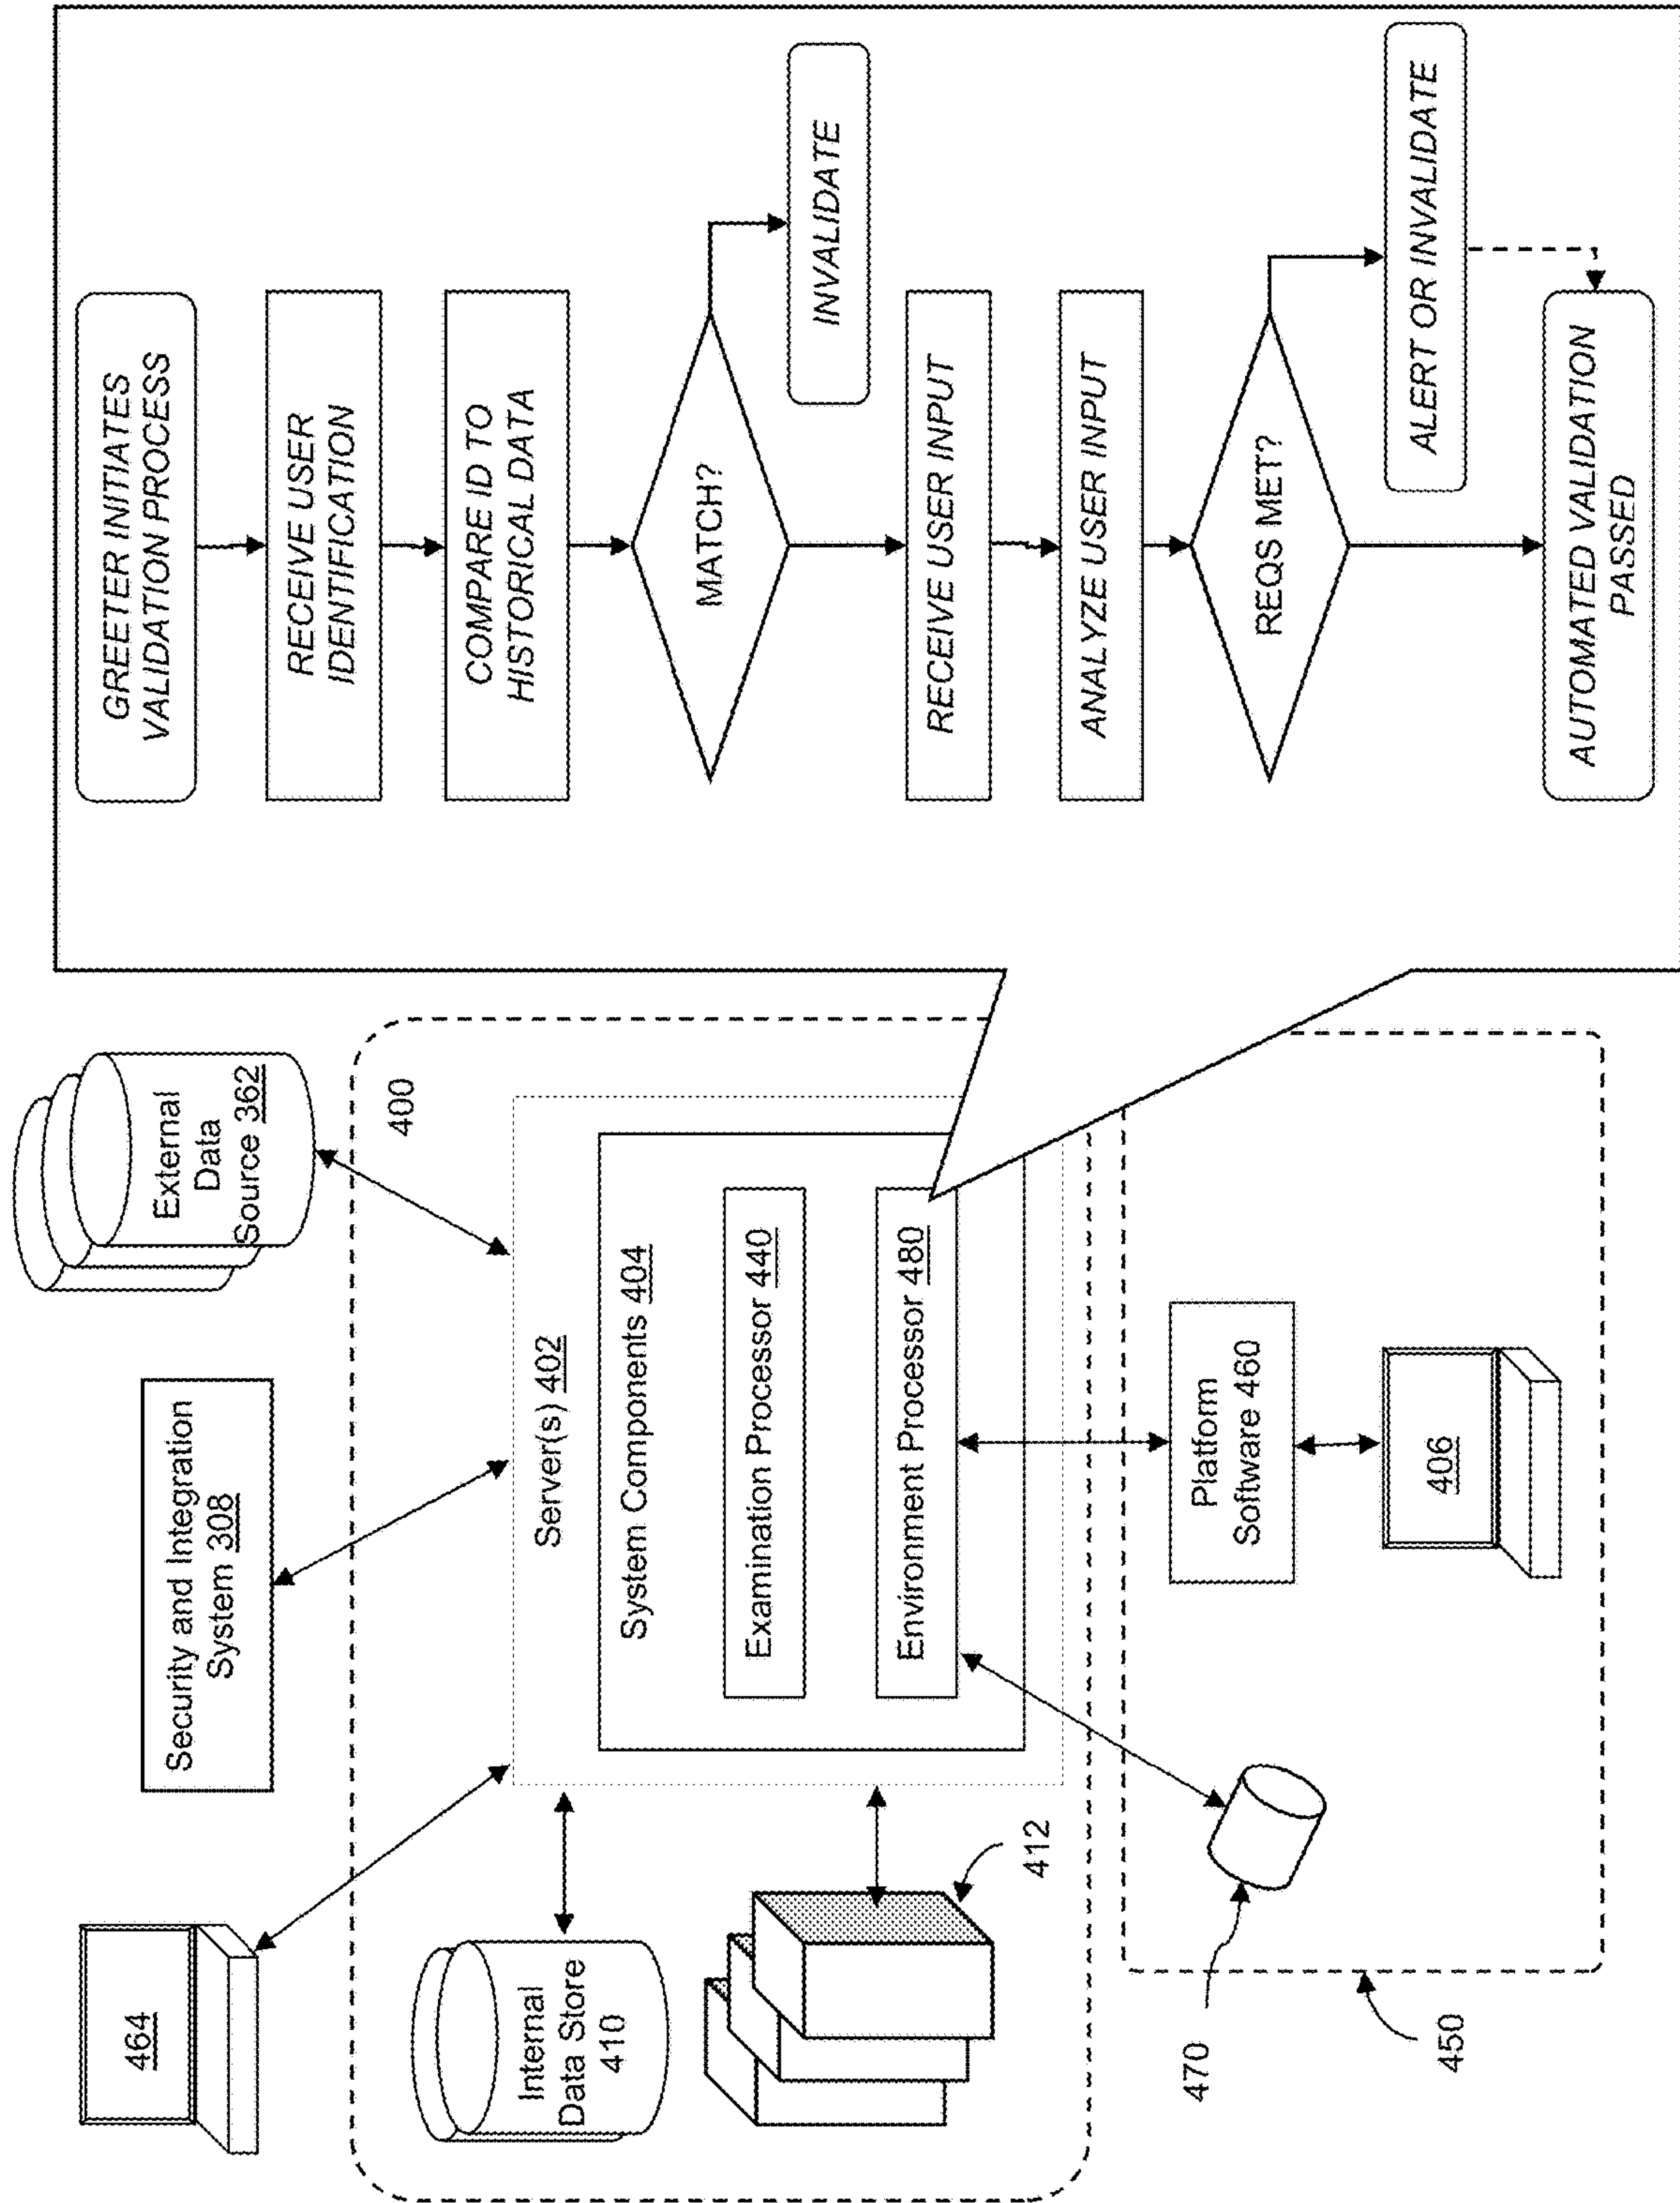 464
Security and Integration
System 308
External
Data
Source 362
400
Internal
Data Store
410
412
Server(s) 402
System Components 404
Examination Processor 440
Environment Processor 480
470
450
Platform
Software 460
406
GREETER INITIATES
VALIDATION PROCESS
RECEIVE USER
IDENTIFICATION
COMPARE ID TO
HISTORICAL DATA
MATCH?
INVALIDATE
RECEIVE USER INPUT
ANALYZE USER INPUT
REQS MET?
ALERT OR INVALIDATE
AUTOMATED VALIDATION
PASSED